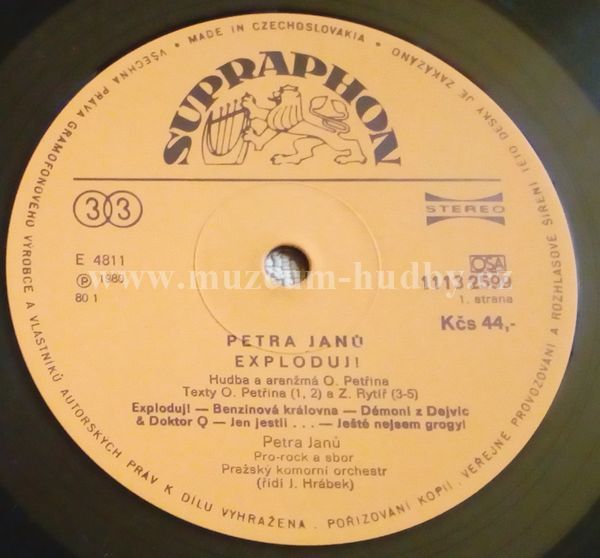 VŠECHNA PRÁVA GRAMOFONOVÉHO VÝROBCE A VLASTNÍKŮ AUTORSKÝCH PRÁV K DÍLU VYHRAŽENA. POŘIZOVÁNÍ KOPIÍ, VEŘEJNÉ PROVOZOVÁNÍ A ROZHLASOVÉ ŠÍŘENÍ TÉTO DESKY JE ZAKÁZÁNO • MADE IN CZECHOSLOVAKIA •
SUPRAPHON
33
STEREO
E 4811
℗ 1980
80 1
OSA
1113 2599
1. strana
Kčs 44,-
www.muzeum-hudby.cz
PETRA JANŮ
EXPLODUJ!
Hudba a aranžmá O. Petřina
Texty O. Petřina (1, 2) a Z. Rytíř (3-5)
Exploduj! — Benzinová královna — Démoni z Dejvic
& Doktor Q — Jen jestli . . . — Ještě nejsem grogy!
Petra Janů
Pro-rock a sbor
Pražský komorní orchestr
(řídí J. Hrábek)